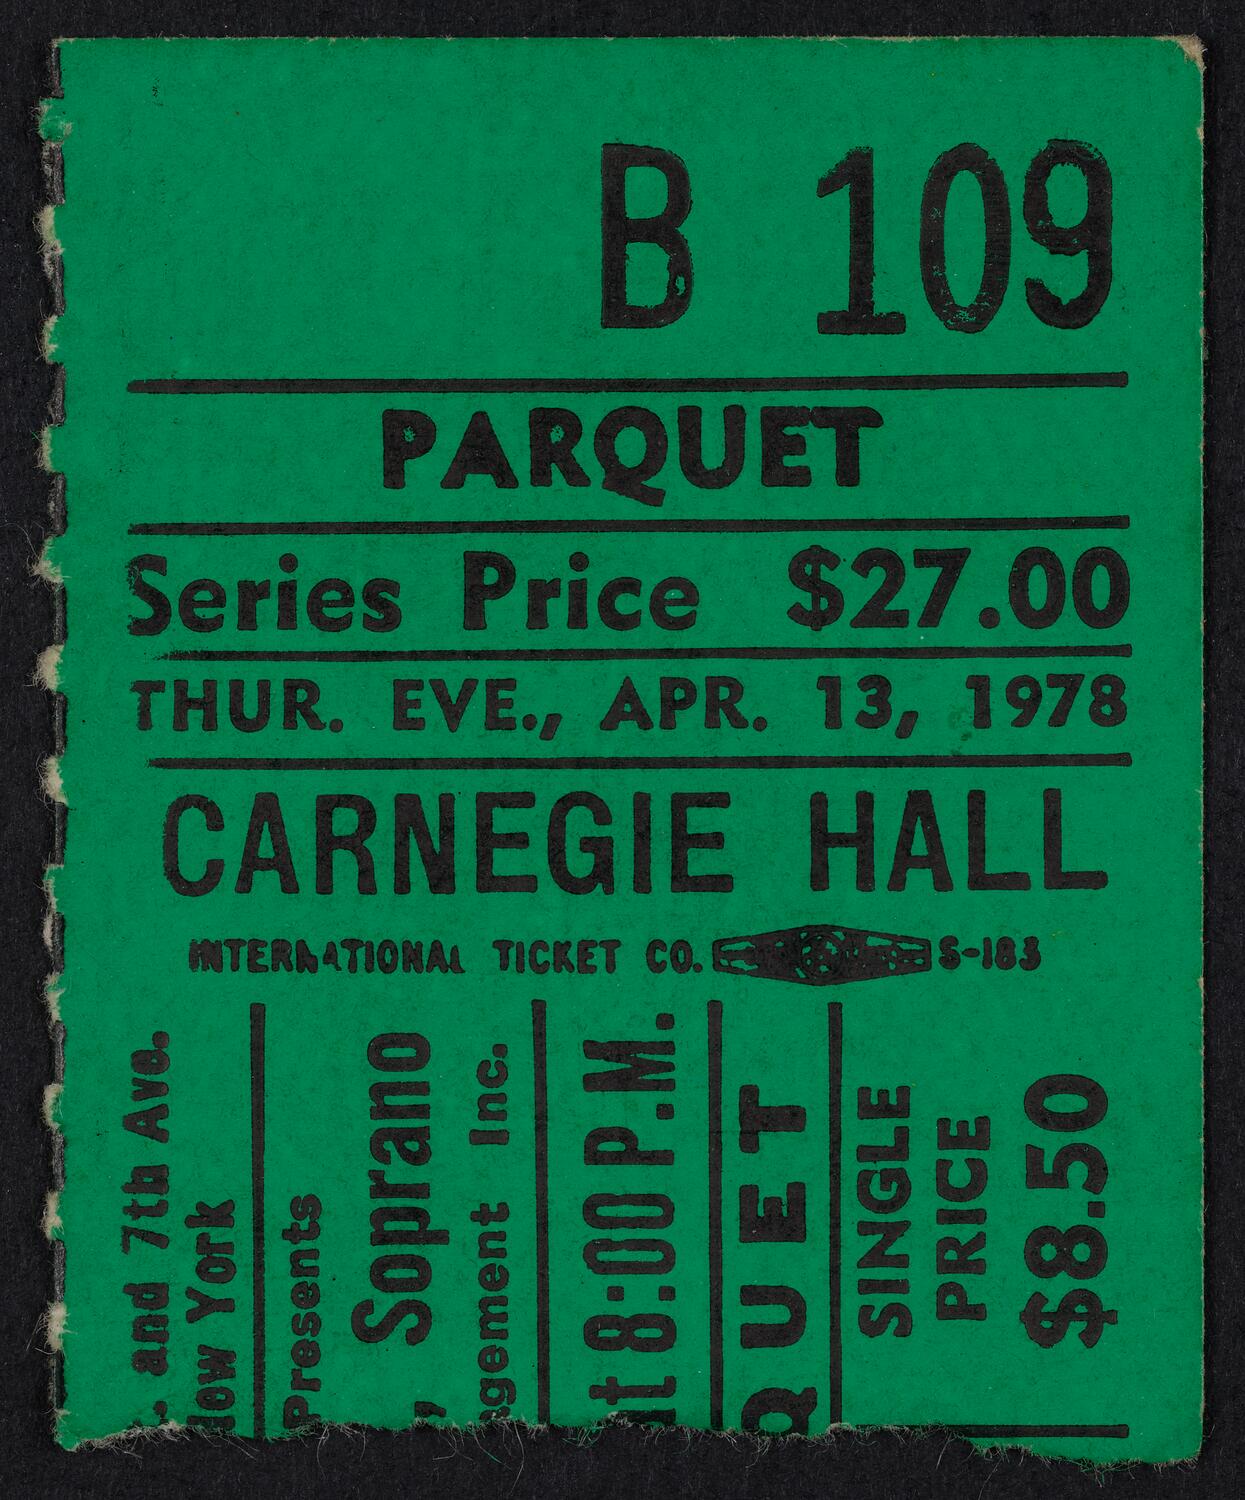 B 109
PARQUET
Series Price $27.00
THUR. EVE., APR. 13, 1978
CARNEGIE HALL
INTERNATIONAL TICKET CO. S-183
. and 7th Ave.
New York
Presents
, Soprano
gement Inc.
at 8:00 P.M.
QUET
SINGLE
PRICE
$8.50